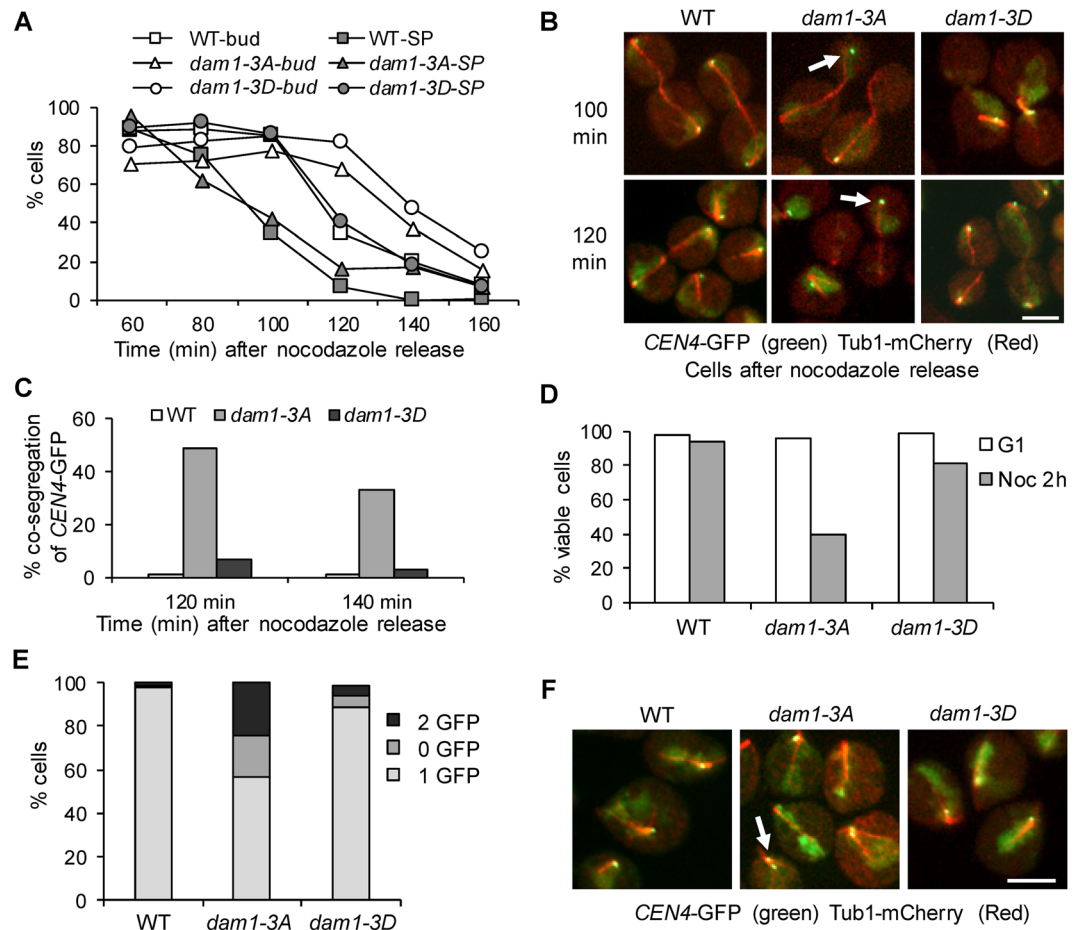 A
WT-bud
WT-SP
dam1-3A-bud
dam1-3A-SP
dam1-3D-bud
dam1-3D-SP
% cells
100
80
60
40
20
0
60 80 100 120 140 160
Time (min) after nocodazole release
B
WT dam1-3A dam1-3D
100
min
120
min
CEN4-GFP (green) Tub1-mCherry (Red)
Cells after nocodazole release
C
WT dam1-3A dam1-3D
% co-segregation
of CEN4-GFP
60
40
20
0
120 min 140 min
Time (min) after nocodazole release
D
% viable cells
100
80
60
40
20
0
G1
Noc 2h
WT dam1-3A dam1-3D
E
% cells
100
80
60
40
20
0
2 GFP
0 GFP
1 GFP
WT dam1-3A dam1-3D
F
WT dam1-3A dam1-3D
CEN4-GFP (green) Tub1-mCherry (Red)